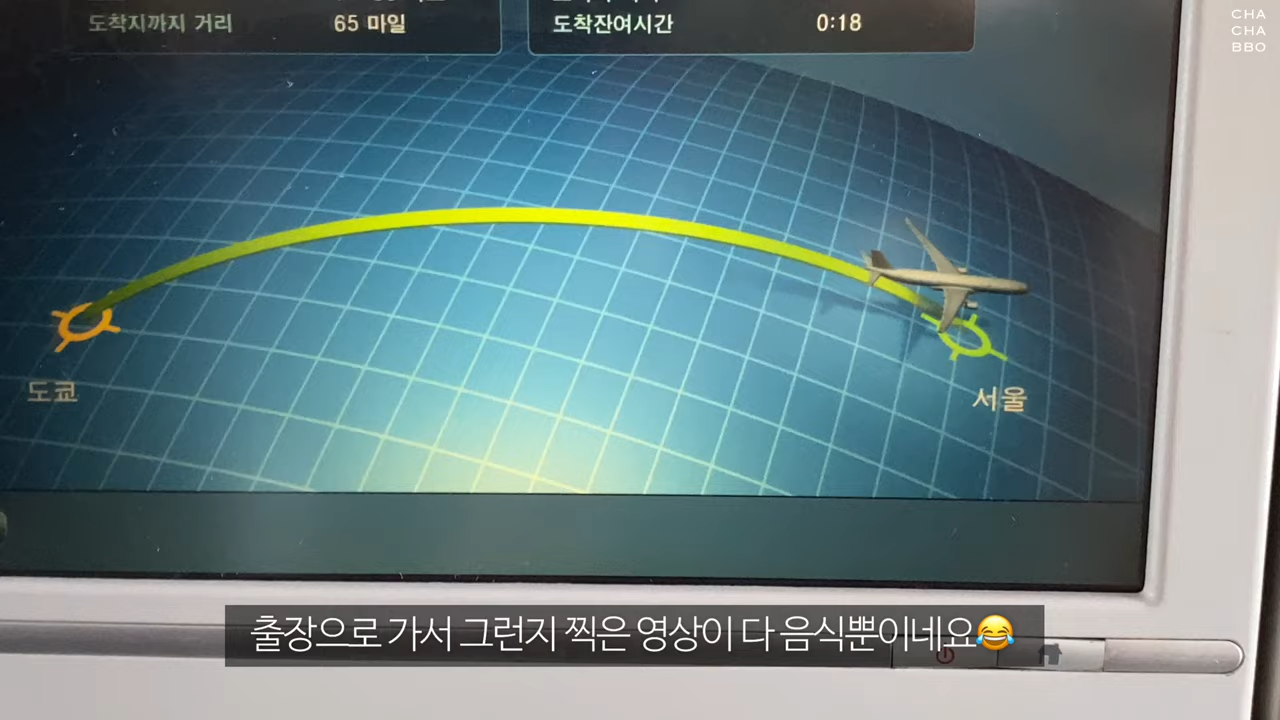 CHA
CHA
BBO
도착지까지 거리 65 마일
도착잔여시간 0:18
도쿄
서울
출장으로 가서 그런지 찍은 영상이 다 음식뿐이네요😂